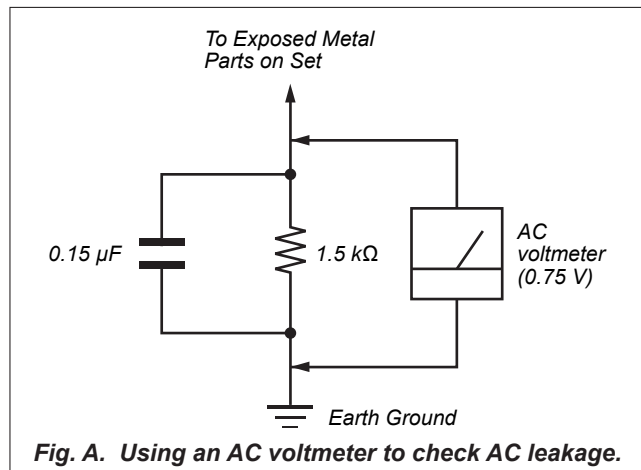 To Exposed Metal
Parts on Set
0.15 µF
1.5 kΩ
AC
voltmeter
(0.75 V)
Earth Ground
Fig. A. Using an AC voltmeter to check AC leakage.